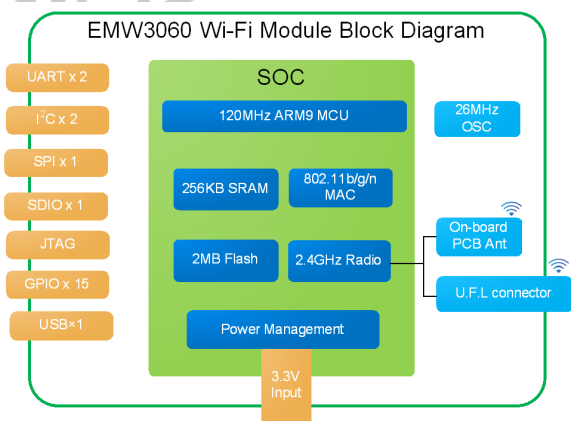 EMW3060 Wi-Fi Module Block Diagram
UART x 2
I²C x 2
SPI x 1
SDIO x 1
JTAG
GPIO x 15
USB×1
SOC
120MHz ARM9 MCU
256KB SRAM
802.11b/g/n
MAC
2MB Flash
2.4GHz Radio
Power Management
3.3V
Input
26MHz
OSC
On-board
PCB Ant
U.F.L connector